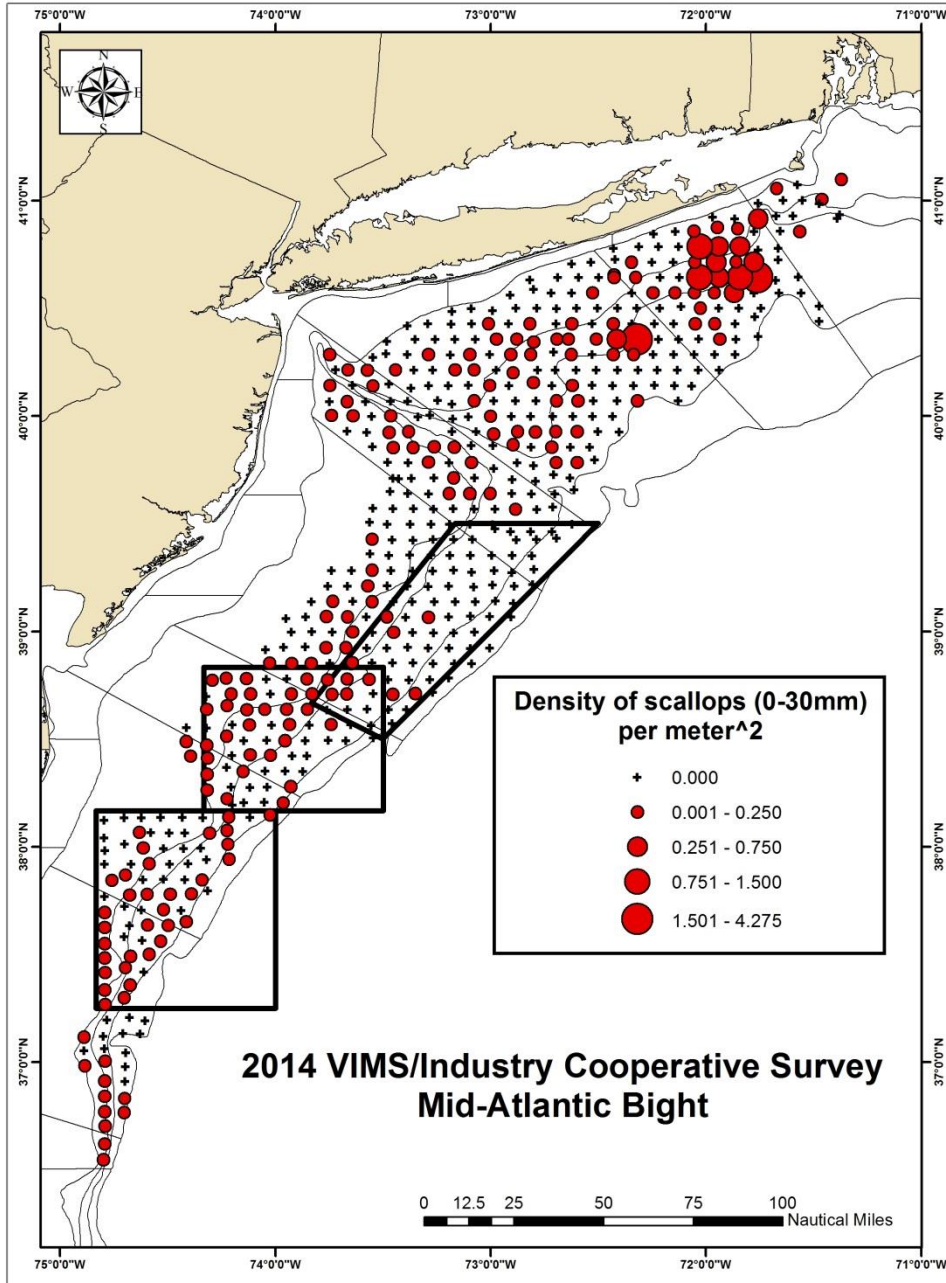 75°0'0"W 74°0'0"W 73°0'0"W 72°0'0"W 71°0'0"W
N
W E
S
41°0'0"N 41°0'0"N
40°0'0"N 40°0'0"N
39°0'0"N 39°0'0"N
Density of scallops (0-30mm)
per meter^2
0.000
0.001 - 0.250
0.251 - 0.750
0.751 - 1.500
1.501 - 4.275
38°0'0"N 38°0'0"N
37°0'0"N 37°0'0"N
2014 VIMS/Industry Cooperative Survey
Mid-Atlantic Bight
0 12.5 25 50 75 100
Nautical Miles
75°0'0"W 74°0'0"W 73°0'0"W 72°0'0"W 71°0'0"W